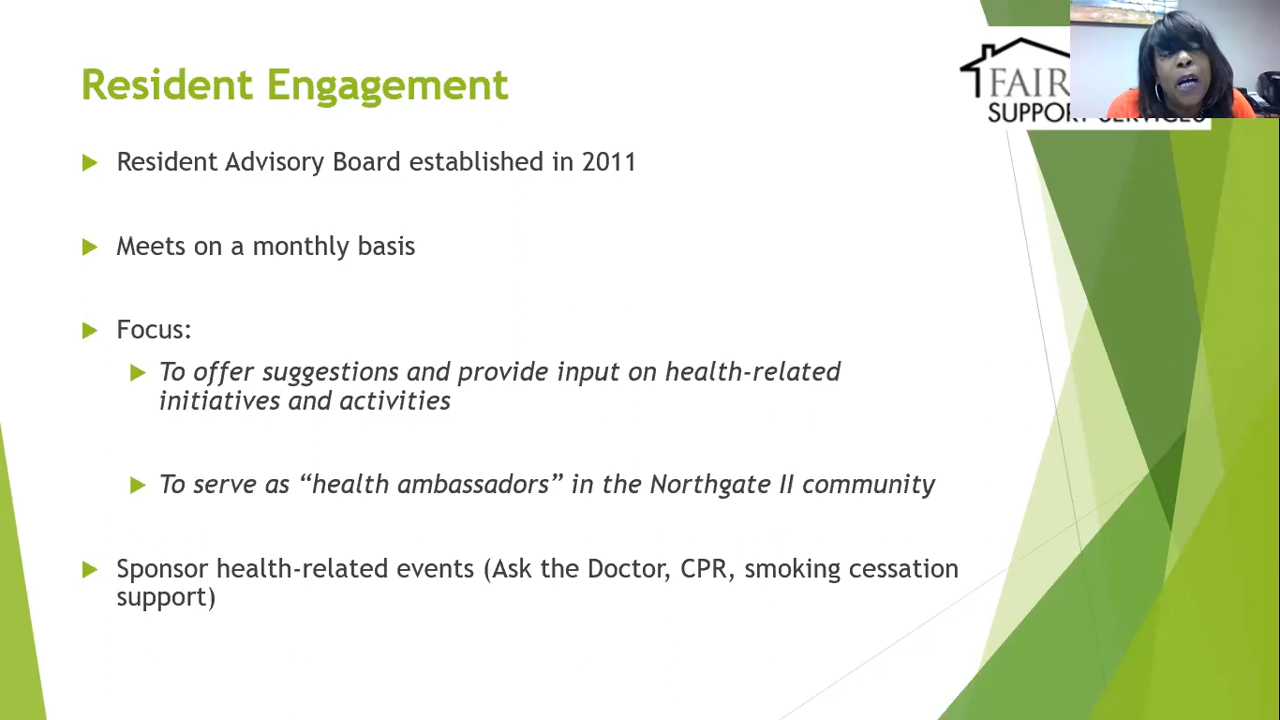 Resident Engagement
FAIR
SUPPORT SERVICES
Resident Advisory Board established in 2011
Meets on a monthly basis
Focus:
To offer suggestions and provide input on health-related
initiatives and activities
To serve as “health ambassadors” in the Northgate II community
Sponsor health-related events (Ask the Doctor, CPR, smoking cessation
support)